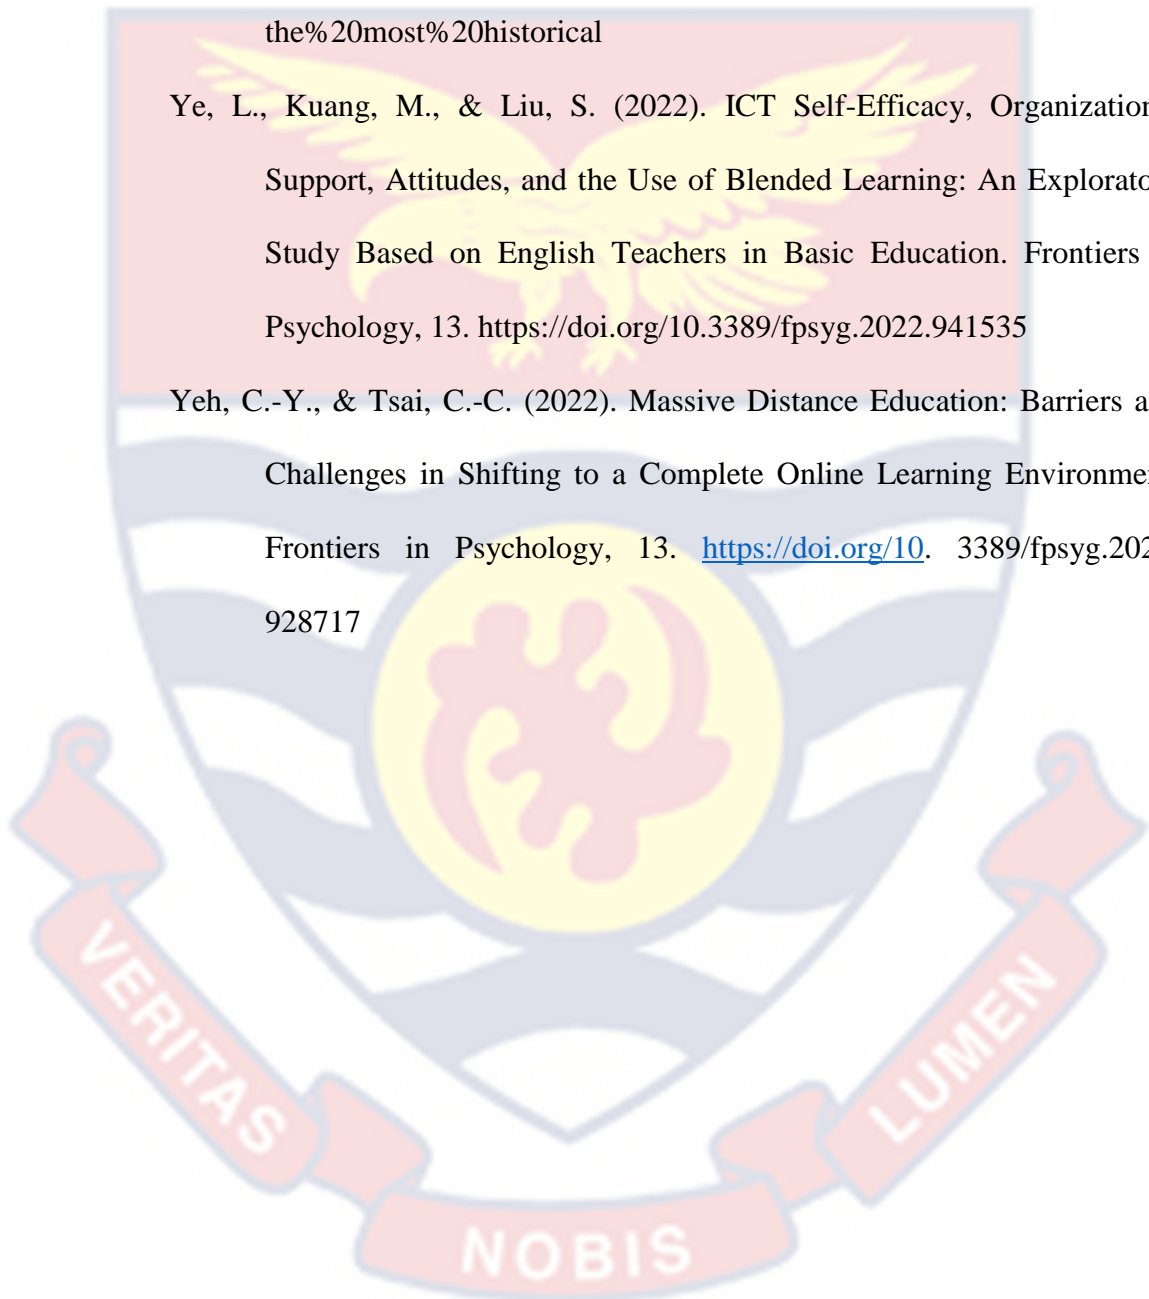 the%20most%20historical
Ye, L., Kuang, M., & Liu, S. (2022). ICT Self-Efficacy, Organization
Support, Attitudes, and the Use of Blended Learning: An Explorato
Study Based on English Teachers in Basic Education. Frontiers
Psychology, 13. https://doi.org/10.3389/fpsyg.2022.941535
Yeh, C.-Y., & Tsai, C.-C. (2022). Massive Distance Education: Barriers a
Challenges in Shifting to a Complete Online Learning Environme
Frontiers in Psychology, 13. https://doi.org/10. 3389/fpsyg.202
928717
VERITAS
NOBIS
LUMEN